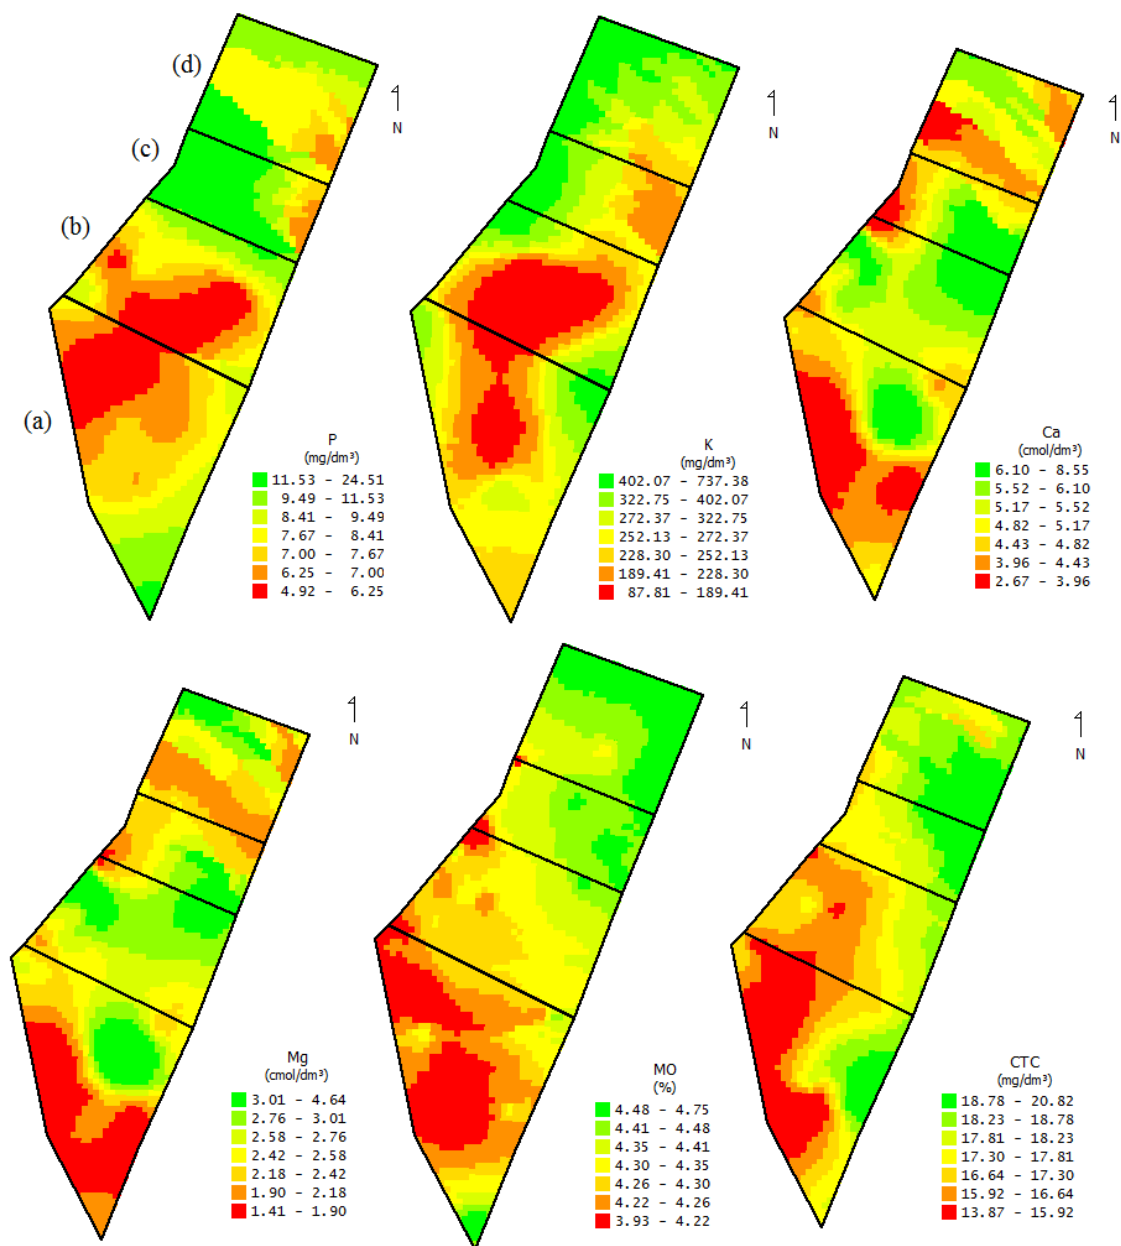 (d)
(c)
(b)
(a)
N
N
N
P
(mg/dm³)
11.53 - 24.51
9.49 - 11.53
8.41 - 9.49
7.67 - 8.41
7.00 - 7.67
6.25 - 7.00
4.92 - 6.25
K
(mg/dm³)
402.07 - 737.38
322.75 - 402.07
272.37 - 322.75
252.13 - 272.37
228.30 - 252.13
189.41 - 228.30
87.81 - 189.41
Ca
(cmol/dm³)
6.10 - 8.55
5.52 - 6.10
5.17 - 5.52
4.82 - 5.17
4.43 - 4.82
3.96 - 4.43
2.67 - 3.96
N
N
N
Mg
(cmol/dm³)
3.01 - 4.64
2.76 - 3.01
2.58 - 2.76
2.42 - 2.58
2.18 - 2.42
1.90 - 2.18
1.41 - 1.90
MO
(%)
4.48 - 4.75
4.41 - 4.48
4.35 - 4.41
4.30 - 4.35
4.26 - 4.30
4.22 - 4.26
3.93 - 4.22
CTC
(mg/dm³)
18.78 - 20.82
18.23 - 18.78
17.81 - 18.23
17.30 - 17.81
16.64 - 17.30
15.92 - 16.64
13.87 - 15.92